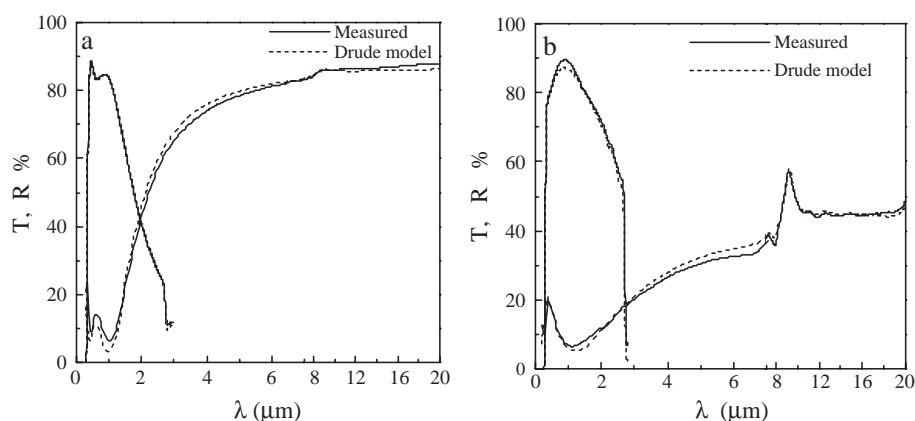 100
80
60
40
20
0
T, R %
a
Measured
Drude model
0 2 4 6 8 12 16 20
λ (μm)
100
80
60
40
20
0
T, R %
b
Measured
Drude model
0 2 4 6 8 12 16 20
λ (μm)